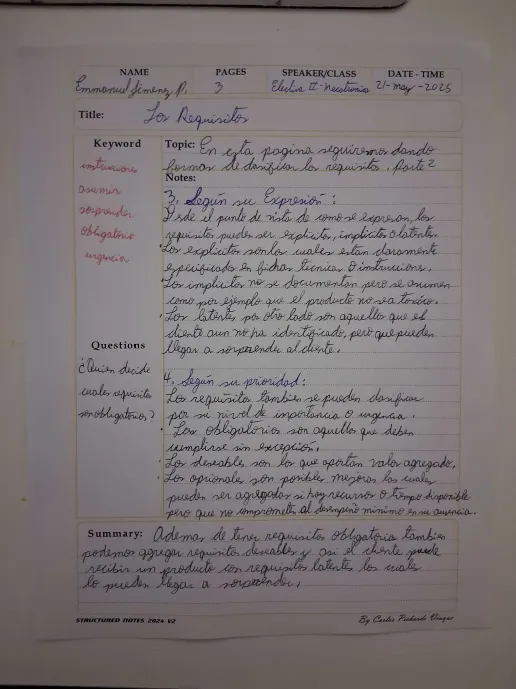 NAME PAGES SPEAKER/CLASS DATE - TIME
Emmanuel Jimenez P. 3 Electiva II - 21-may-2025
Title: Los Requisitos
Keyword
instrucciones
asumir
sorprender
obligatorio
urgencia
Topic: En esta pagina seguiremos dando
formas de clasificar los requisitos. Parte 2
Notes:
3. Según su Expresión:
Desde el punto de vista de como se expresan, los
requisitos pueden ser explicitos, implicitos o latentes.
• Los explicitos son los cuales estan claramente
especificados en fichas tecnicas o instrucciones.
• Los implicitos no se documentan pero se asumen
como por ejemplo que el producto no sea toxico.
• Los latentes por otro lado son aquellos que el
cliente aun no ha identificado, pero que pueden
llegar a sorprender al cliente.
Questions
¿Quien decide
cuales requisitos
son obligatorios?
4. Según su prioridad:
Los requisitos tambien se pueden clasificar
por su nivel de importancia o urgencia.
• Los obligatorios son aquellos que deben
cumplirse sin excepción.
• Los deseables son los que aportan valor agregado.
• Los opcionales son posibles mejoras las cuales
pueden ser agregadas si hay recursos o tiempo disponible
pero que no comprometen al desempeño minimo en su ausencia.
Summary: Ademas de tener requisitos obligatorios tambien
podemos agregar requisitos deseables y asi el cliente puede
recibir un producto con requisitos latentes los cuales
lo pueden llegar a sorprender.
STRUCTURED NOTES 2024 V2 By Carlos Pichardo Viuque